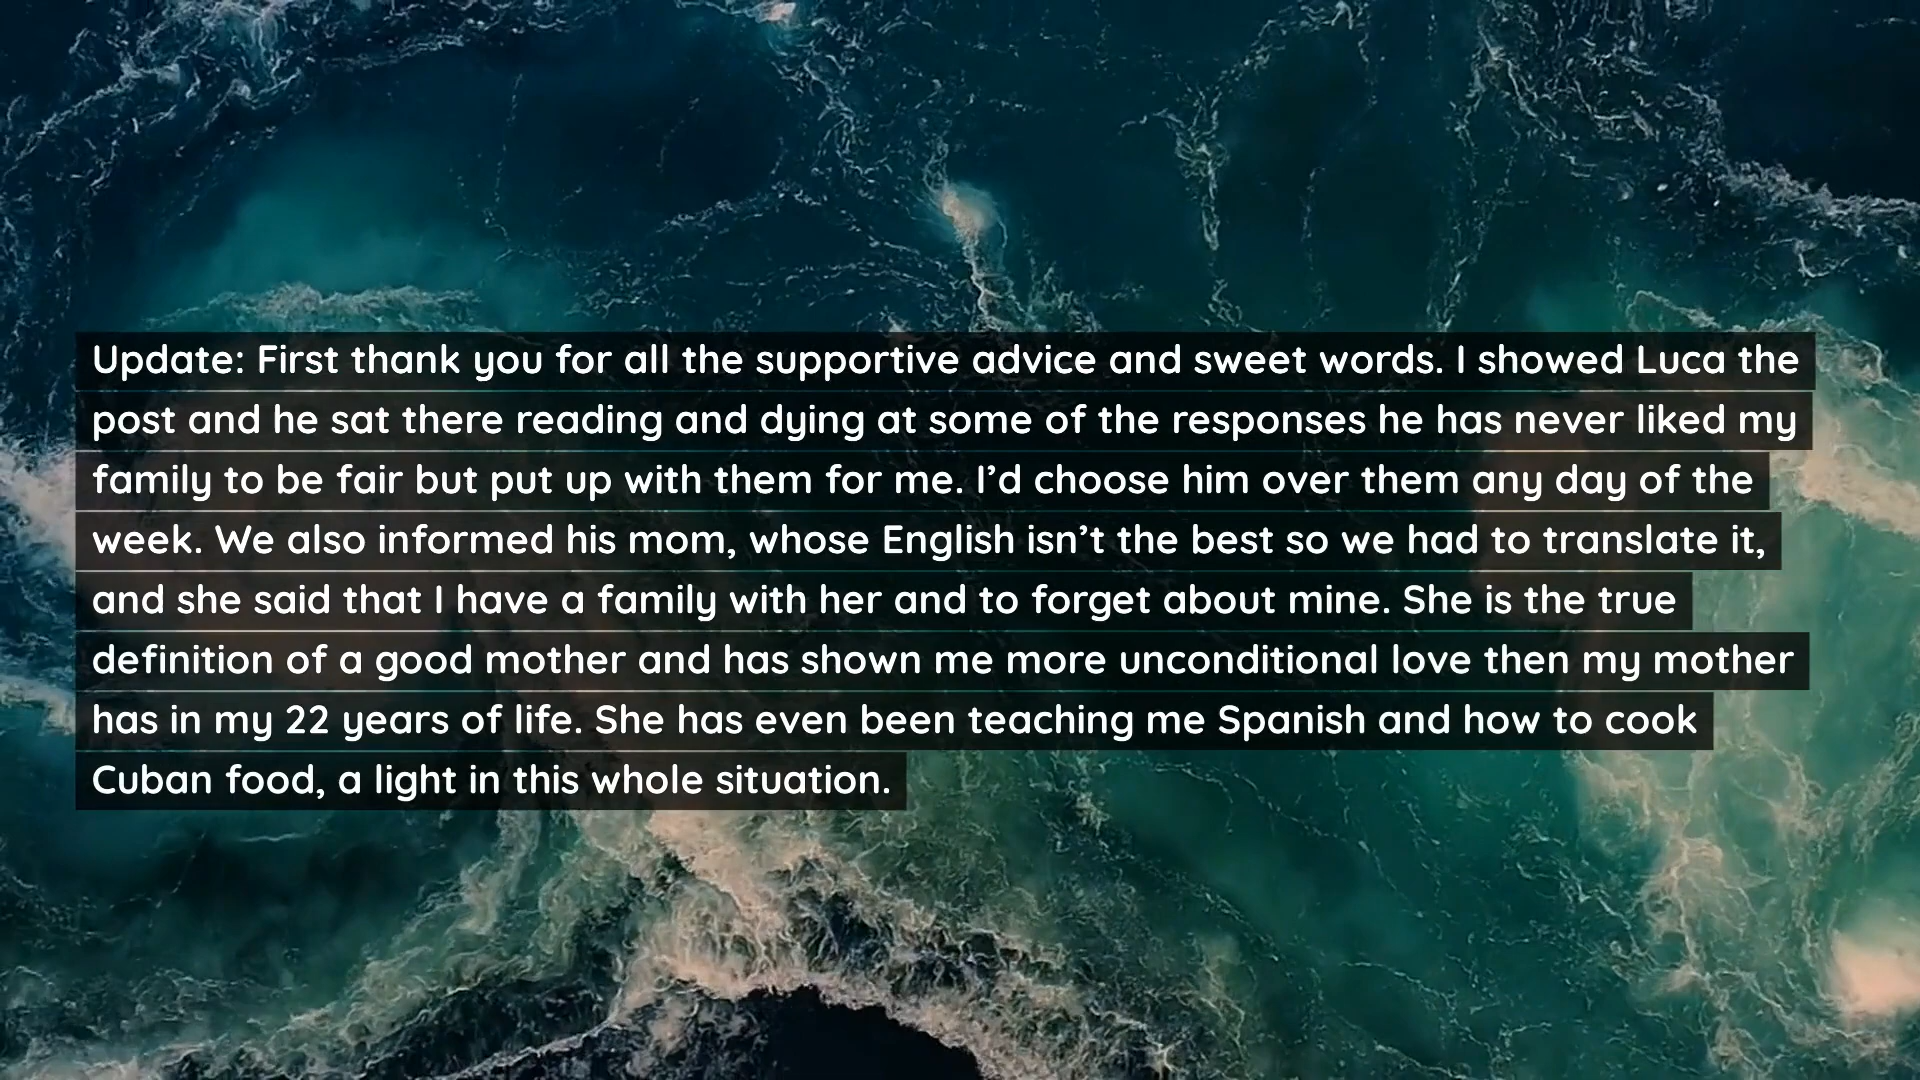 Update: First thank you for all the supportive advice and sweet words. I showed Luca the
post and he sat there reading and dying at some of the responses he has never liked my
family to be fair but put up with them for me. I’d choose him over them any day of the
week. We also informed his mom, whose English isn’t the best so we had to translate it,
and she said that I have a family with her and to forget about mine. She is the true
definition of a good mother and has shown me more unconditional love then my mother
has in my 22 years of life. She has even been teaching me Spanish and how to cook
Cuban food, a light in this whole situation.